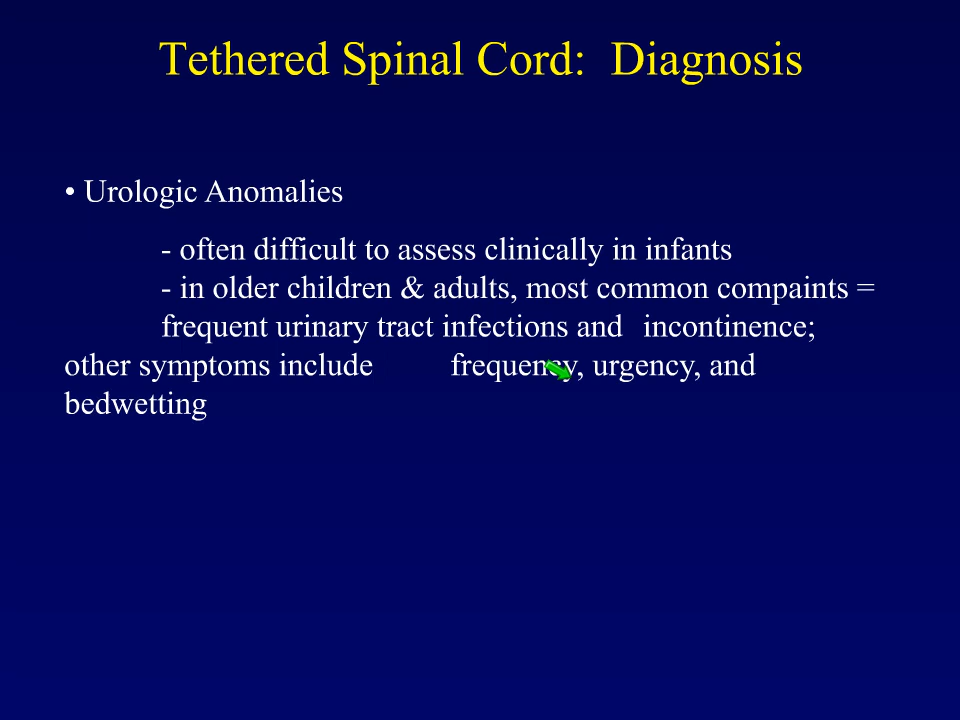 Tethered Spinal Cord: Diagnosis
• Urologic Anomalies
- often difficult to assess clinically in infants
- in older children & adults, most common compaints =
frequent urinary tract infections and incontinence;
other symptoms include frequency, urgency, and
bedwetting